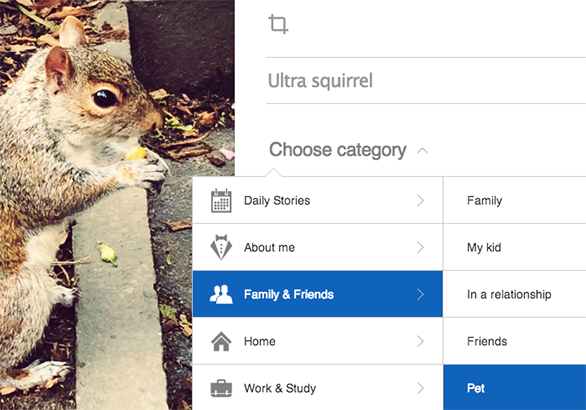 Ultra squirrel
Choose category
Daily Stories
About me
Family & Friends
Home
Work & Study
Family
My kid
In a relationship
Friends
Pet